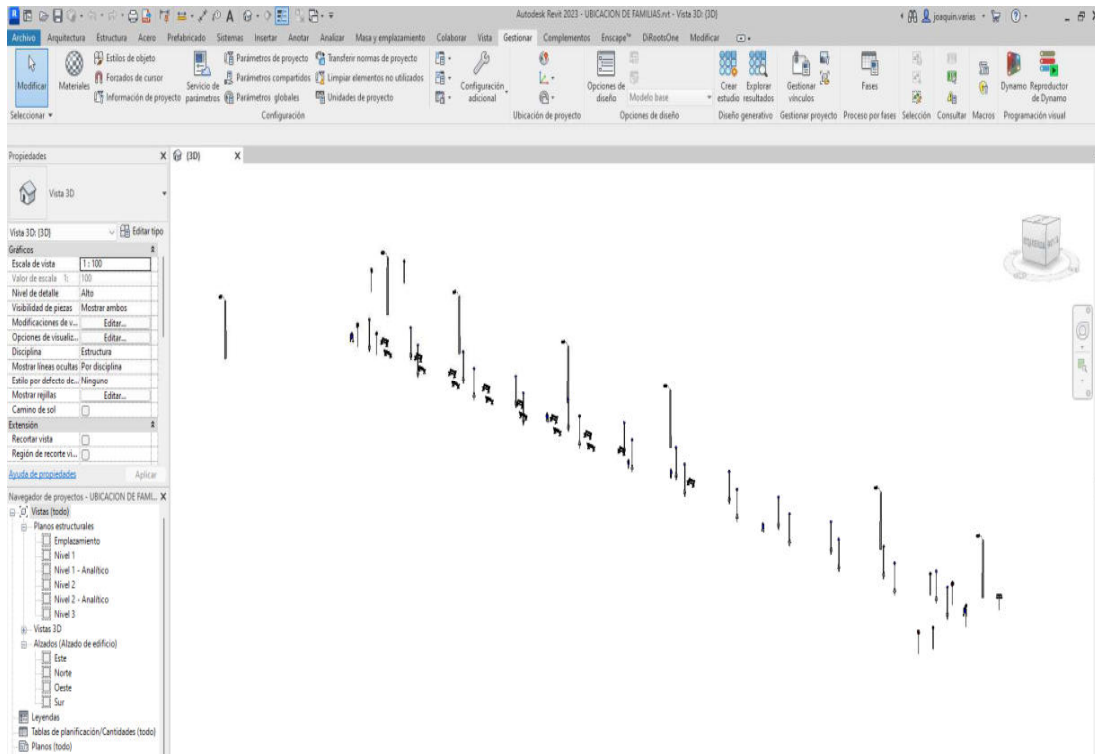 Autodesk Revit 2023 - UBICACION DE FAMILIAS.rvt - Vista 3D: {3D}
joaquin.varias
Archivo Arquitectura Estructura Acero Prefabricado Sistemas Insertar Anotar Analizar Masa y emplazamiento Colaborar Vista Gestionar Complementos Enscape™ DiRootsOne Modificar
Modificar
Materiales
Estilos de objeto
Forzados de cursor
Información de proyecto
Servicio de parámetros
Parámetros de proyecto
Parámetros compartidos
Parámetros globales
Transferir normas de proyecto
Limpiar elementos no utilizados
Unidades de proyecto
Configuración adicional
Opciones de diseño
Modelo base
Crear estudio
Explorar resultados
Gestionar vínculos
Fases
Dynamo
Reproductor de Dynamo
Seleccionar
Configuración
Ubicación de proyecto
Opciones de diseño
Diseño generativo
Gestionar proyecto
Proceso por fases
Selección
Consultar
Macros
Programación visual
Propiedades X
{3D} X
Vista 3D
Vista 3D: {3D} Editar tipo
Gráficos
Escala de vista 1 : 100
Valor de escala 1: 100
Nivel de detalle Alto
Visibilidad de piezas Mostrar ambos
Modificaciones de v... Editar...
Opciones de visualiz... Editar...
Disciplina Estructura
Mostrar líneas ocultas Por disciplina
Estilo por defecto de... Ninguno
Mostrar rejillas Editar...
Camino de sol
Extensión
Recortar vista
Región de recorte vi...
Ayuda de propiedades Aplicar
Navegador de proyectos - UBICACION DE FAMI... X
Vistas (todo)
Planos estructurales
Emplazamiento
Nivel 1
Nivel 1 - Analítico
Nivel 2
Nivel 2 - Analítico
Nivel 3
Vistas 3D
Alzados (Alzado de edificio)
Este
Norte
Oeste
Sur
Leyendas
Tablas de planificación/Cantidades (todo)
Planos (todo)